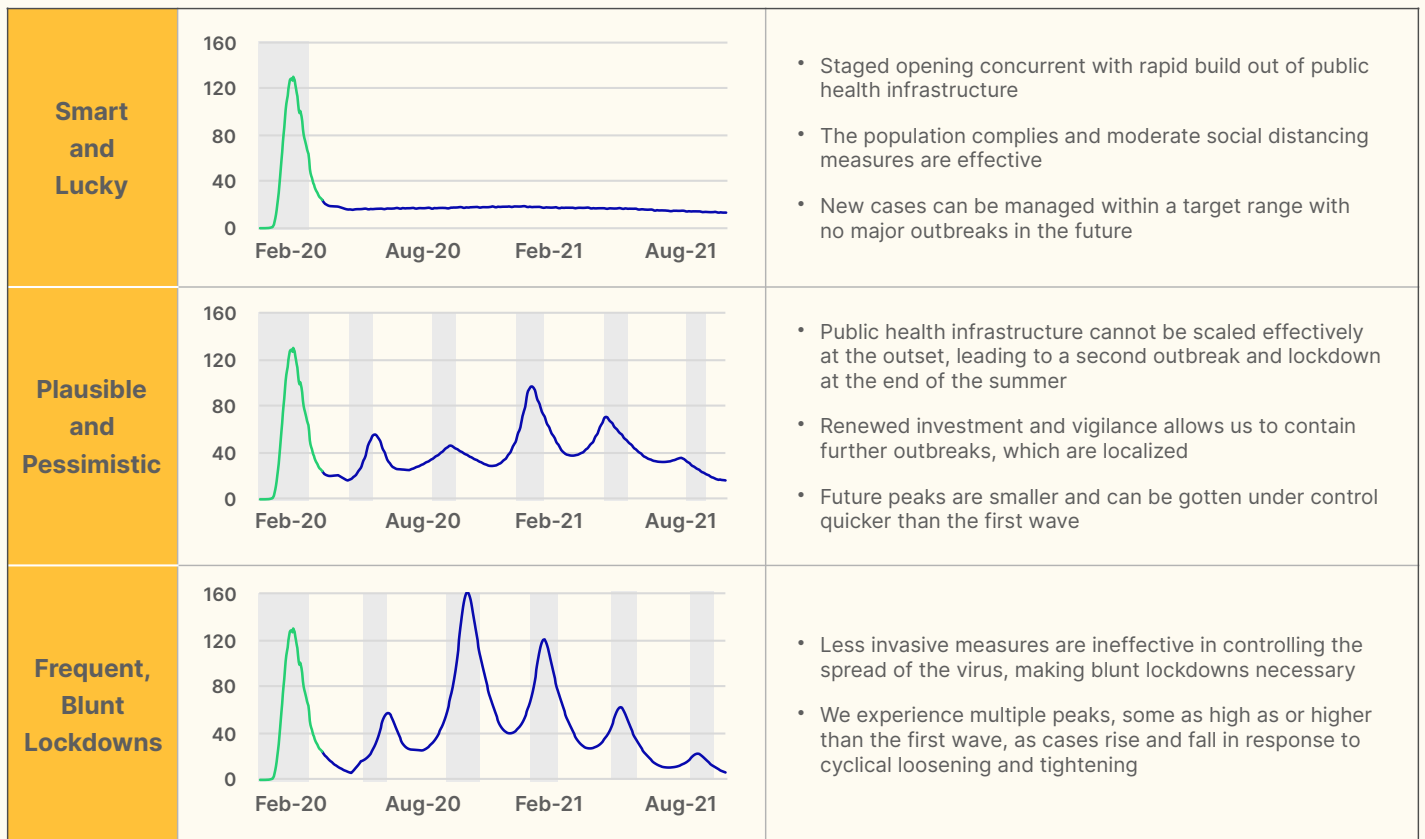 Smart
and
Lucky
160
120
80
40
0
Feb-20 Aug-20 Feb-21 Aug-21
• Staged opening concurrent with rapid build out of public
health infrastructure
• The population complies and moderate social distancing
measures are effective
• New cases can be managed within a target range with
no major outbreaks in the future
Plausible
and
Pessimistic
160
120
80
40
0
Feb-20 Aug-20 Feb-21 Aug-21
• Public health infrastructure cannot be scaled effectively
at the outset, leading to a second outbreak and lockdown
at the end of the summer
• Renewed investment and vigilance allows us to contain
further outbreaks, which are localized
• Future peaks are smaller and can be gotten under control
quicker than the first wave
Frequent,
Blunt
Lockdowns
160
120
80
40
0
Feb-20 Aug-20 Feb-21 Aug-21
• Less invasive measures are ineffective in controlling the
spread of the virus, making blunt lockdowns necessary
• We experience multiple peaks, some as high as or higher
than the first wave, as cases rise and fall in response to
cyclical loosening and tightening